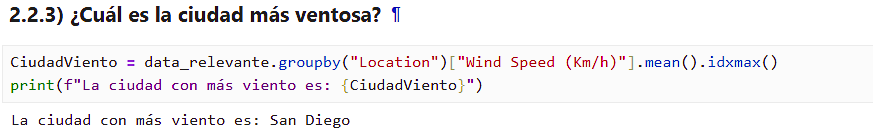 2.2.3) ¿Cuál es la ciudad más ventosa? ¶
CiudadViento = data_relevante.groupby("Location")["Wind Speed (Km/h)"].mean().idxmax()
print(f"La ciudad con más viento es: {CiudadViento}")
La ciudad con más viento es: San Diego